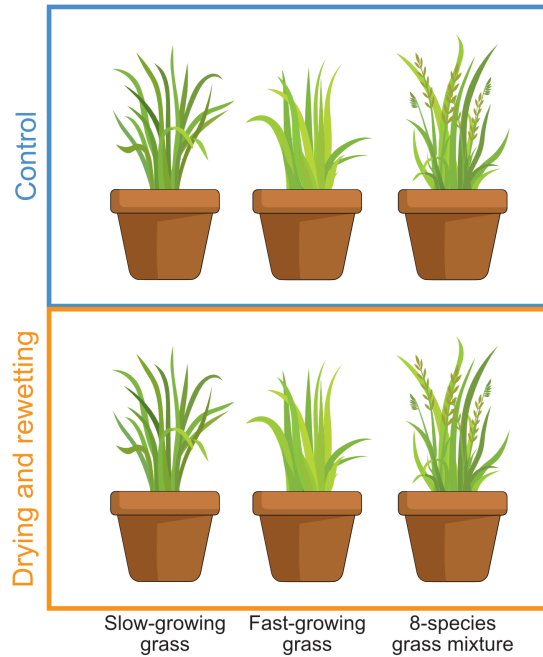 Control
Drying and rewetting
Slow-growing
grass
Fast-growing
grass
8-species
grass mixture